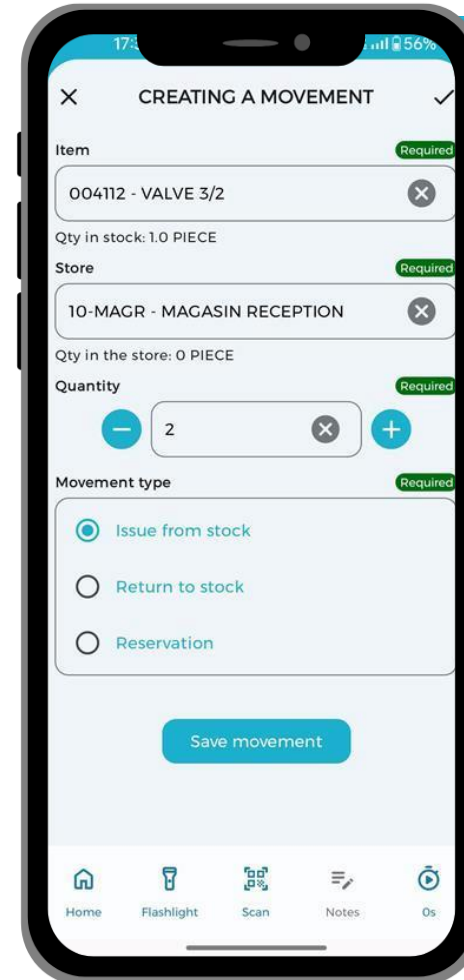 56%
CREATING A MOVEMENT
Item Required
004112 - VALVE 3/2
Qty in stock: 1.0 PIECE
Store Required
10-MAGR - MAGASIN RECEPTION
Qty in the store: 0 PIECE
Quantity Required
2
Movement type Required
Issue from stock
Return to stock
Reservation
Save movement
Home Flashlight Scan Notes 0s